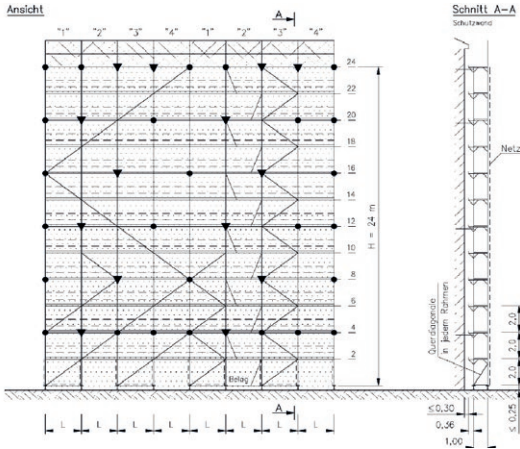 Ansicht
A
"1" "2" "3" "4" "1" "2" "3" "4"
24
22
20
18
16
14
12
10
8
6
4
2
H = 24 m
Belag
A
L L L L L L L L
Schnitt A-A
Schutzwand
Netz
Querdiagonale
in jedem Rahmen
2,0
2,0
2,0
≤ 0,25
≤0,30
0,36
1,00